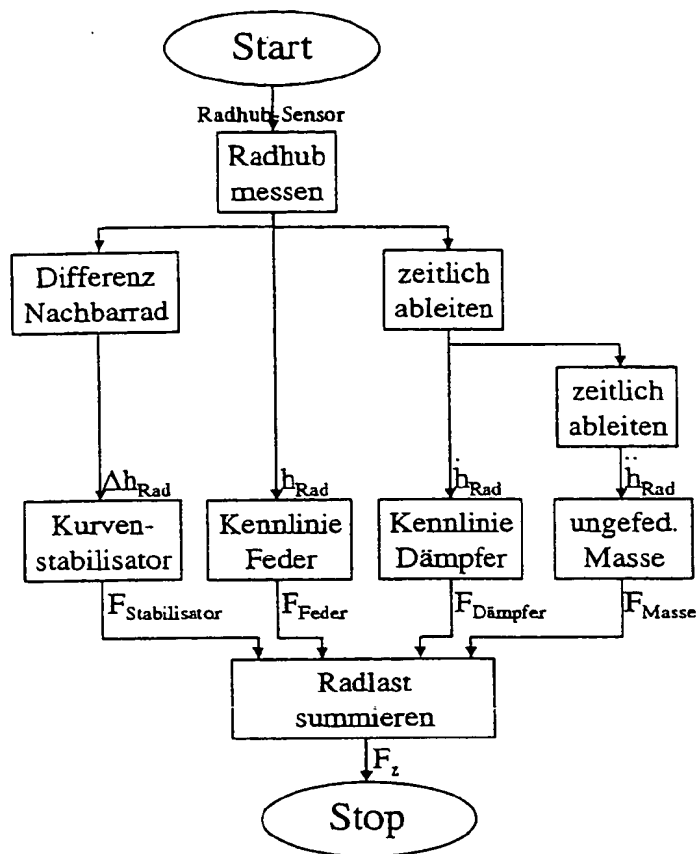 Start
Radhub-Sensor
Radhub
messen
Differenz
Nachbarrad
zeitlich
ableiten
zeitlich
ableiten
Δh_Rad
h_Rad
ḣ_Rad
ḧ_Rad
Kurven-
stabilisator
Kennlinie
Feder
Kennlinie
Dämpfer
ungefed.
Masse
F_Stabilisator
F_Feder
F_Dämpfer
F_Masse
Radlast
summieren
F_z
Stop